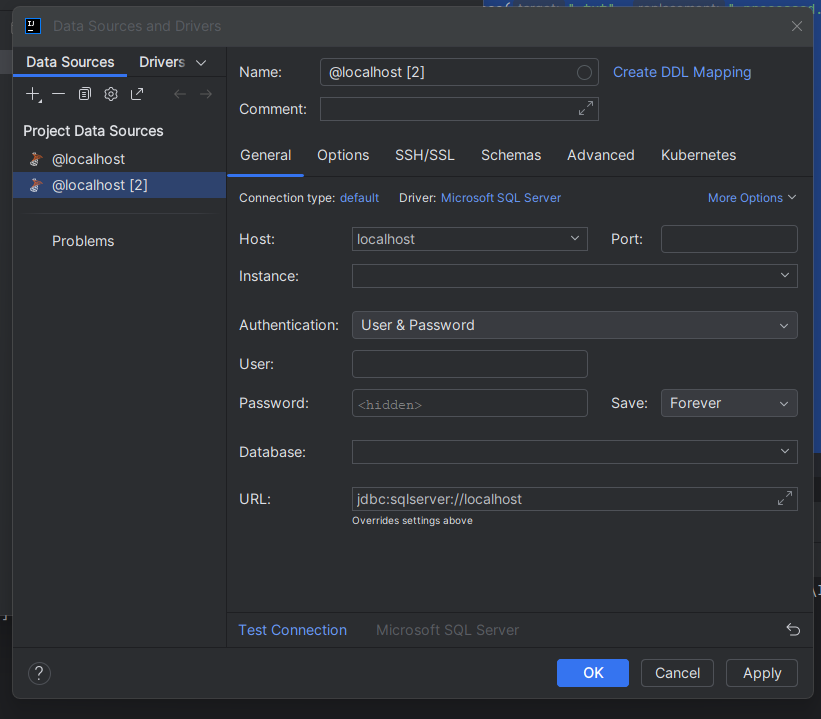 Data Sources and Drivers
Data Sources Drivers
Project Data Sources
@localhost
@localhost [2]
Problems
Name: @localhost [2] Create DDL Mapping
Comment:
General Options SSH/SSL Schemas Advanced Kubernetes
Connection type: default Driver: Microsoft SQL Server More Options
Host: localhost Port:
Instance:
Authentication: User & Password
User:
Password: <hidden> Save: Forever
Database:
URL: jdbc:sqlserver://localhost
Overrides settings above
Test Connection Microsoft SQL Server
? OK Cancel Apply